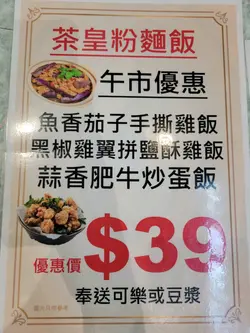 茶皇粉麵飯
午市優惠
魚香茄子手撕雞飯
黑椒雞翼拼鹽酥雞飯
蒜香肥牛炒蛋飯
優惠價 $39
奉送可樂或豆漿